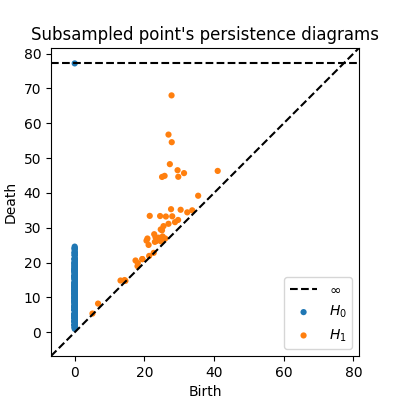 Subsampled point's persistence diagrams
80
70
60
50
40
30
20
10
0
Death
0 20 40 60 80
Birth
∞
H₀
H₁